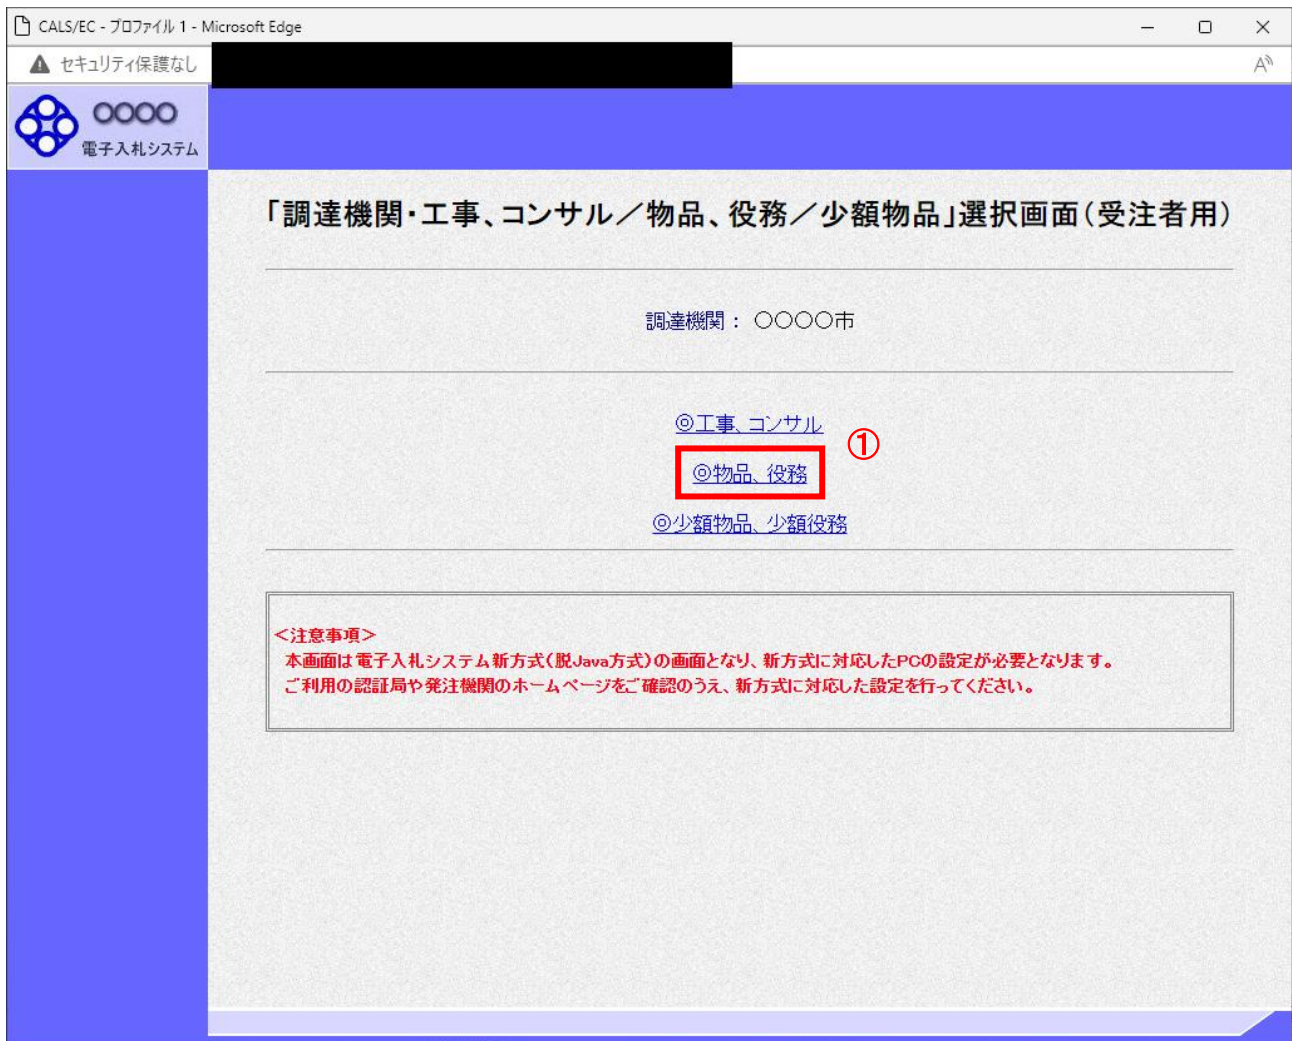 CALS/EC - プロファイル 1 - Microsoft Edge
セキュリティ保護なし
A
○○○○
電子入札システム
「調達機関・工事、コンサル／物品、役務／少額物品」選択画面（受注者用）
調達機関： ○○○○市
◎工事、コンサル
①
◎物品、役務
◎少額物品、少額役務
＜注意事項＞
本画面は電子入札システム新方式（脱Java方式）の画面となり、新方式に対応したPCの設定が必要となります。
ご利用の認証局や発注機関のホームページをご確認のうえ、新方式に対応した設定を行ってください。